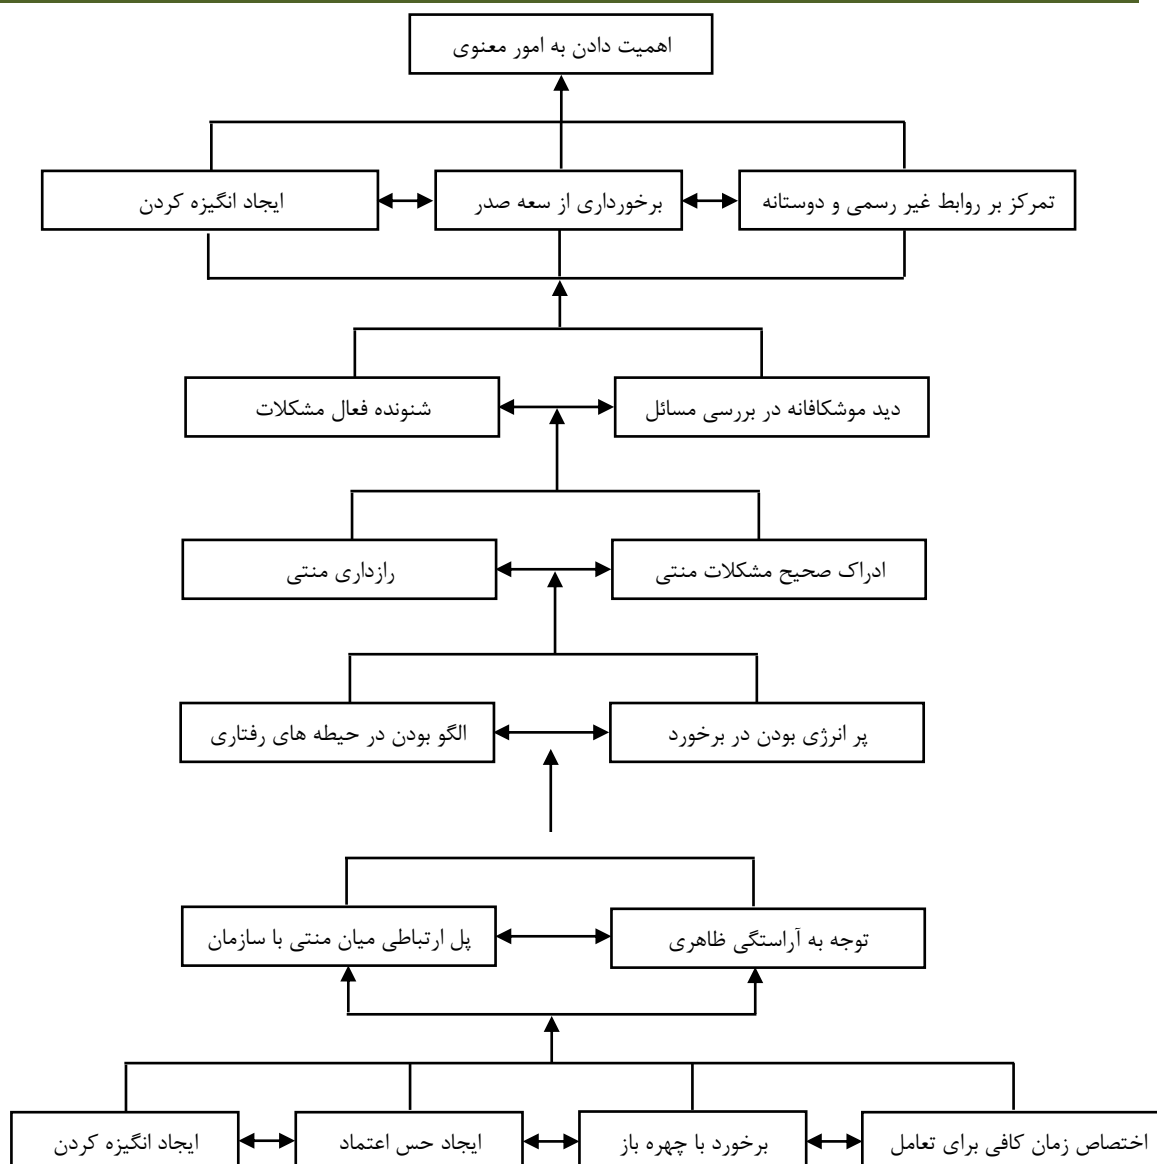 اهمیت دادن به امور معنوی
تمرکز بر روابط غیر رسمی و دوستانه
برخورداری از سعه صدر
ایجاد انگیزه کردن
دید موشکافانه در بررسی مسائل
شنونده فعال مشکلات
ادراک صحیح مشکلات منتی
رازداری منتی
پر انرژی بودن در برخورد
الگو بودن در حیطه های رفتاری
توجه به آراستگی ظاهری
پل ارتباطی میان منتی با سازمان
اختصاص زمان کافی برای تعامل
برخورد با چهره باز
ایجاد حس اعتماد
ایجاد انگیزه کردن